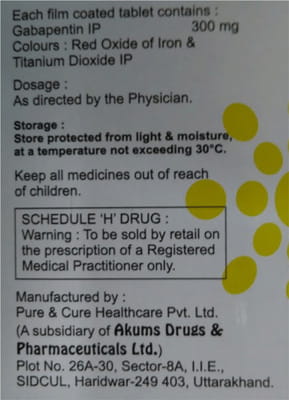 Each film coated tablet contains :
Gabapentin IP 300 mg
Colours : Red Oxide of Iron &
Titanium Dioxide IP
Dosage :
As directed by the Physician.
Storage :
Store protected from light & moisture,
at a temperature not exceeding 30°C.
Keep all medicines out of reach
of children.
SCHEDULE 'H' DRUG :
Warning : To be sold by retail on
the prescription of a Registered
Medical Practitioner only.
Manufactured by :
Pure & Cure Healthcare Pvt. Ltd.
(A subsidiary of Akums Drugs &
Pharmaceuticals Ltd.)
Plot No. 26A-30, Sector-8A, I.I.E.,
SIDCUL, Haridwar-249 403, Uttarakhand.